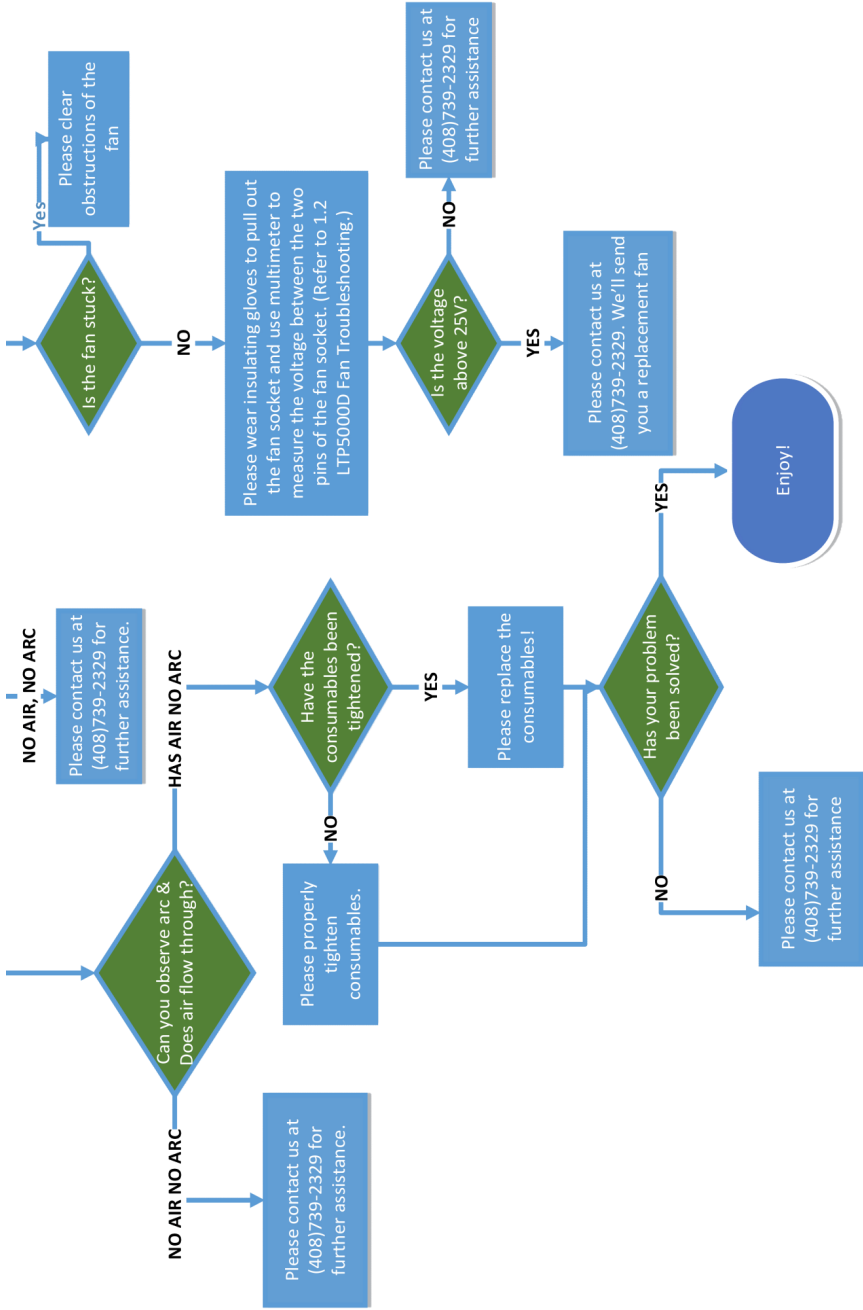 NO AIR, NO ARC
Please contact us at
(408)739-2329 for
further assistance.
Can you observe arc &
Does air flow through?
NO AIR NO ARC
HAS AIR NO ARC
Please contact us at
(408)739-2329 for
further assistance.
Have the
consumables been
tightened?
NO
YES
Please properly
tighten
consumables.
Please replace the
consumables!
Has your problem
been solved?
NO
YES
Please contact us at
(408)739-2329 for
further assistance
Enjoy!
Is the fan stuck?
Yes
Please clear
obstructions of the
fan
NO
Please wear insulating gloves to pull out
the fan socket and use multimeter to
measure the voltage between the two
pins of the fan socket. (Refer to 1.2
LTP5000D Fan Troubleshooting.)
Is the voltage
above 25V?
NO
Please contact us at
(408)739-2329 for
further assistance
YES
Please contact us at
(408)739-2329. We'll send
you a replacement fan